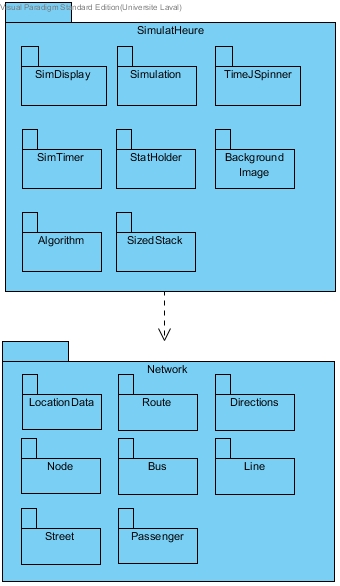 Visual Paradigm Standard Edition(Universite Laval)
SimulatHeure
SimDisplay
Simulation
TimeJSpinner
SimTimer
StatHolder
Background
Image
Algorithm
SizedStack
Network
LocationData
Route
Directions
Node
Bus
Line
Street
Passenger